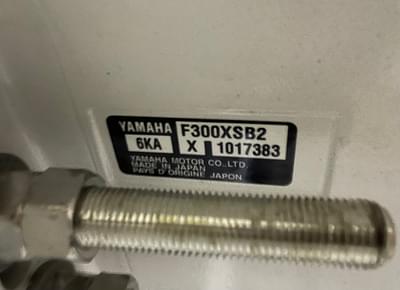 YAMAHA F300XSB2
6KA X 1017383
YAMAHA MOTOR CO., LTD.
MADE IN JAPAN
PAYS D'ORIGINE JAPON